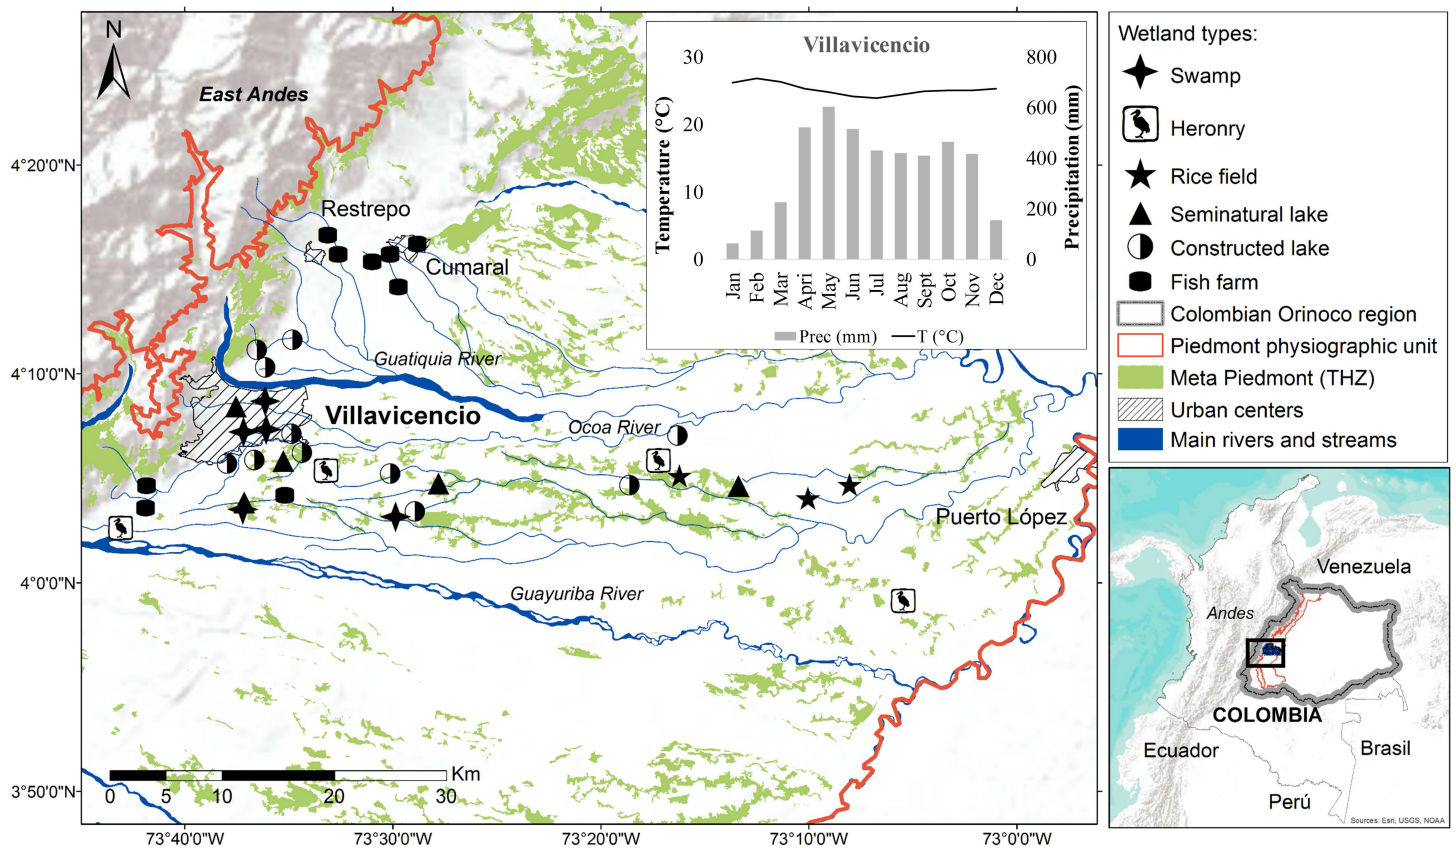 N
East Andes
4°20'0"N
4°10'0"N
4°0'0"N
3°50'0"N
Restrepo
Cumaral
Guatiquia River
Villavicencio
Ocoa River
Puerto López
Guayuriba River
0 5 10 20 30 Km
73°40'0"W 73°30'0"W 73°20'0"W 73°10'0"W 73°0'0"W
Villavicencio
Temperature (°C)
30
20
10
0
Precipitation (mm)
800
600
400
200
0
Jan Feb Mar Apri May Jun Jul Aug Sept Oct Nov Dec
Prec (mm) T (°C)
Wetland types:
Swamp
Heronry
Rice field
Seminatural lake
Constructed lake
Fish farm
Colombian Orinoco region
Piedmont physiographic unit
Meta Piedmont (THZ)
Urban centers
Main rivers and streams
Venezuela
Andes
COLOMBIA
Ecuador
Brasil
Perú
Sources: Esri, USGS, NOAA